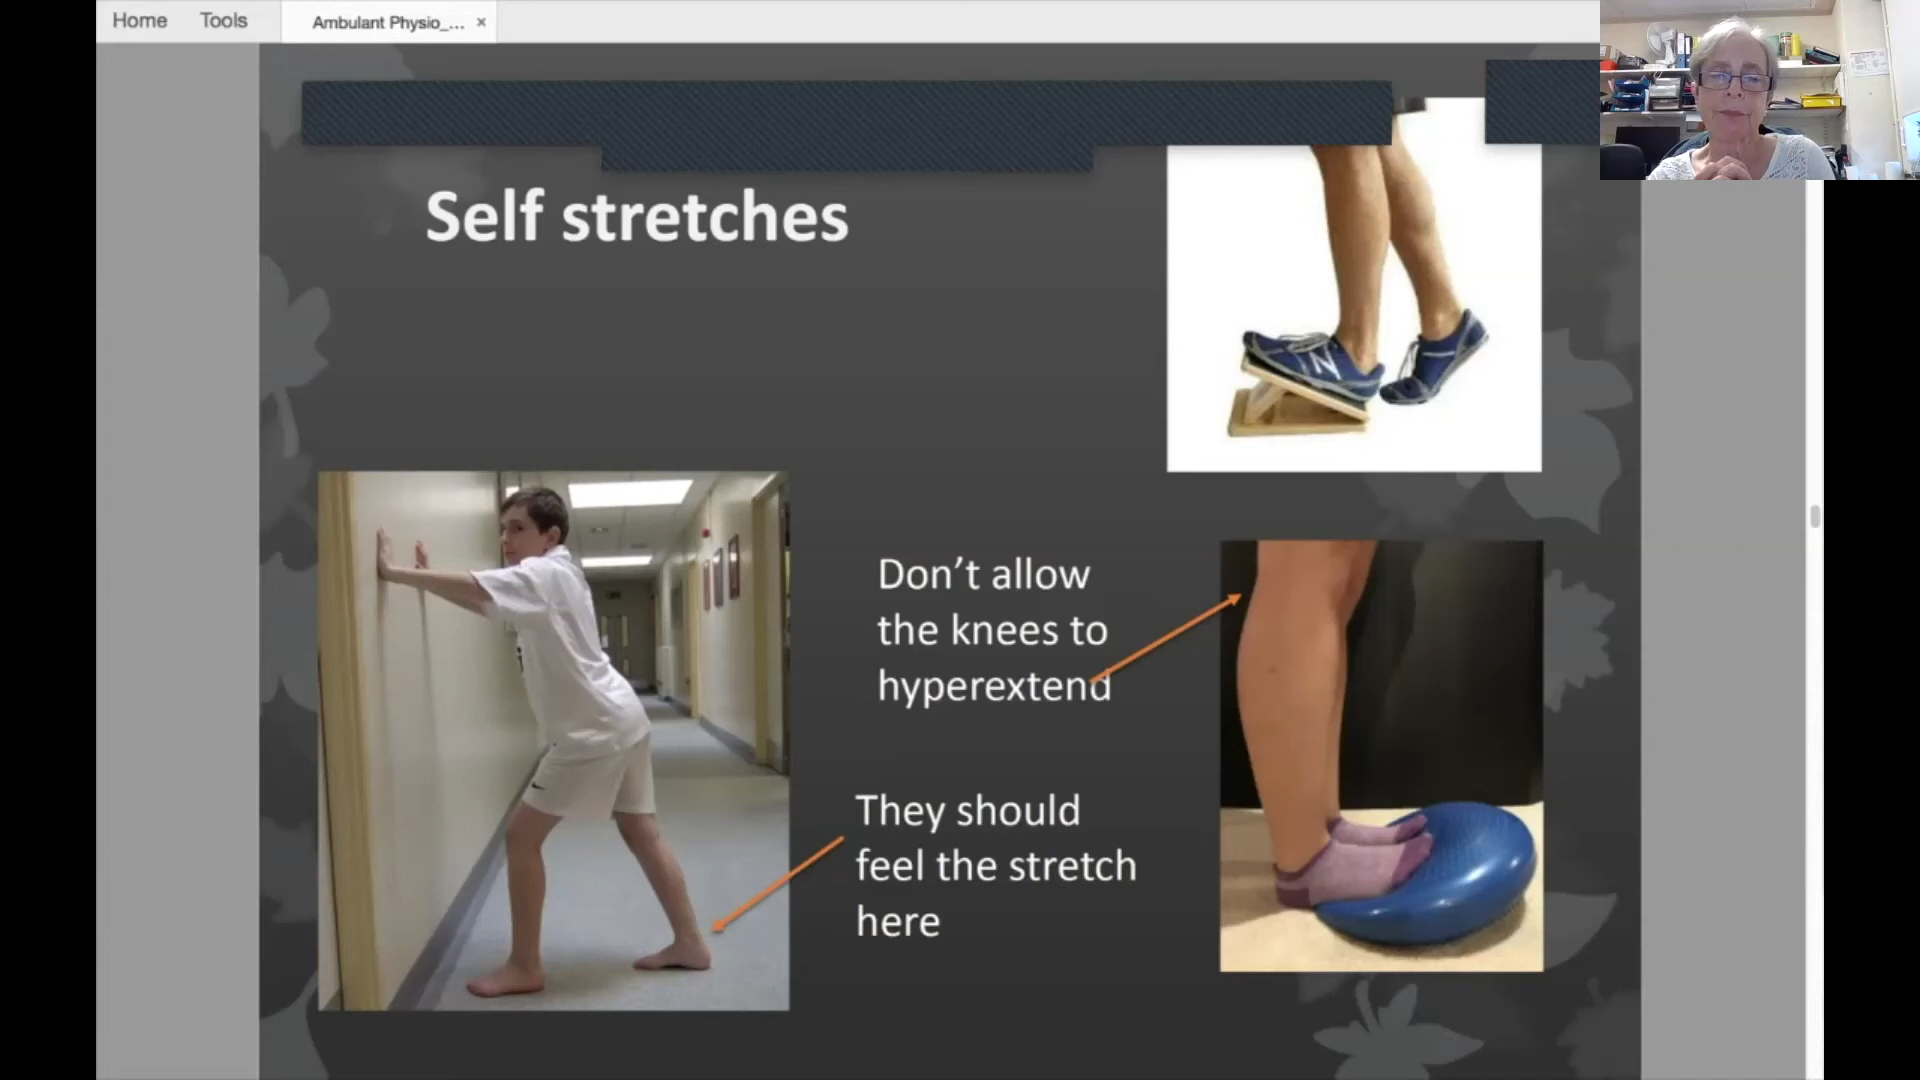 Home Tools Ambulant Physio_... ×
Self stretches
Don't allow
the knees to
hyperextend
They should
feel the stretch
here